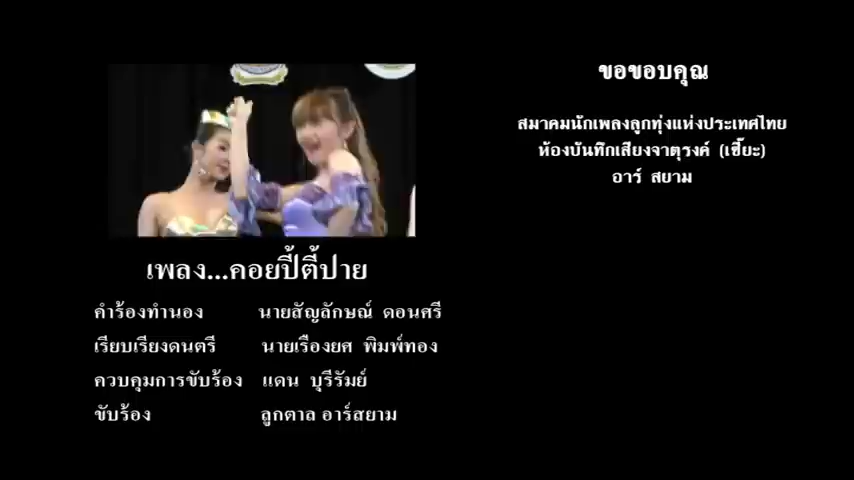 เพลง...คอยปี้ตี้ปาย
คำร้องทำนอง นายสัญลักษณ์ ดอนศรี
เรียบเรียงดนตรี นายเรืองยศ พิมพ์ทอง
ควบคุมการขับร้อง แดน บุรีรัมย์
ขับร้อง ลูกตาล อาร์สยาม
ขอขอบคุณ
สมาคมนักเพลงลูกทุ่งแห่งประเทศไทย
ห้องบันทึกเสียงจาตุรงค์ (เฮี๊ยะ)
อาร์ สยาม